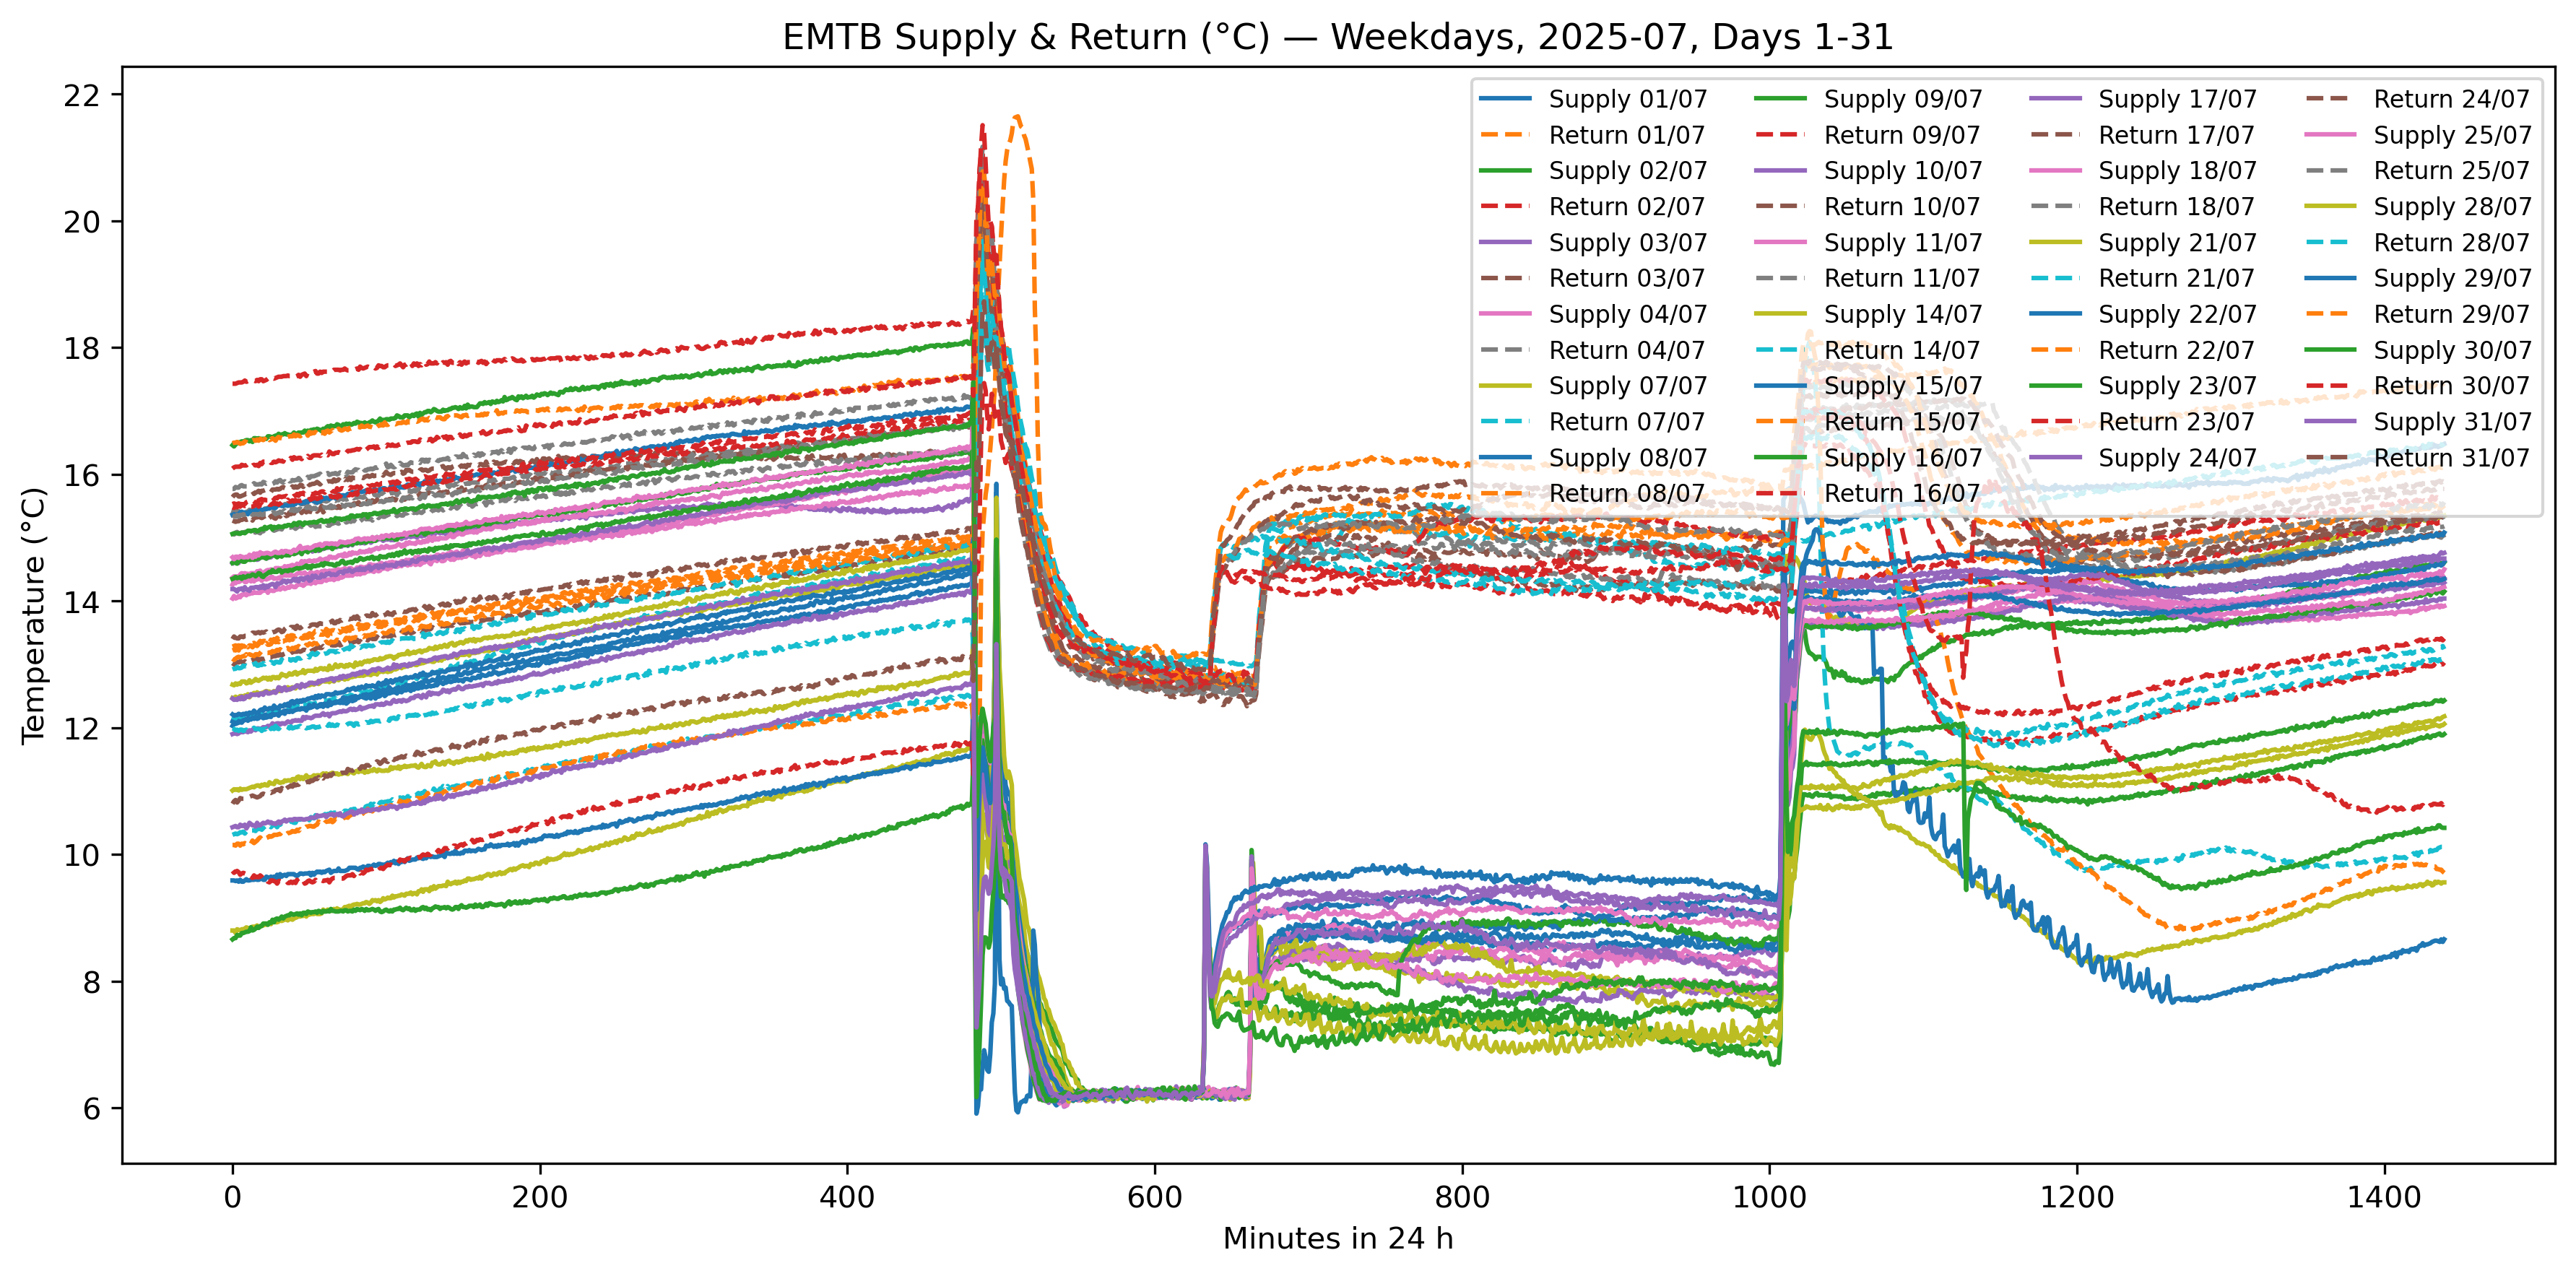 EMTB Supply & Return (°C) — Weekdays, 2025-07, Days 1-31
Temperature (°C)
22
20
18
16
14
12
10
8
6
0
200
400
600
800
1000
1200
1400
Minutes in 24 h
Supply 01/07
Return 01/07
Supply 02/07
Return 02/07
Supply 03/07
Return 03/07
Supply 04/07
Return 04/07
Supply 07/07
Return 07/07
Supply 08/07
Return 08/07
Supply 09/07
Return 09/07
Supply 10/07
Return 10/07
Supply 11/07
Return 11/07
Supply 14/07
Return 14/07
Supply 15/07
Return 15/07
Supply 16/07
Return 16/07
Supply 17/07
Return 17/07
Supply 18/07
Return 18/07
Supply 21/07
Return 21/07
Supply 22/07
Return 22/07
Supply 23/07
Return 23/07
Supply 24/07
Return 24/07
Supply 25/07
Return 25/07
Supply 28/07
Return 28/07
Supply 29/07
Return 29/07
Supply 30/07
Return 30/07
Supply 31/07
Return 31/07